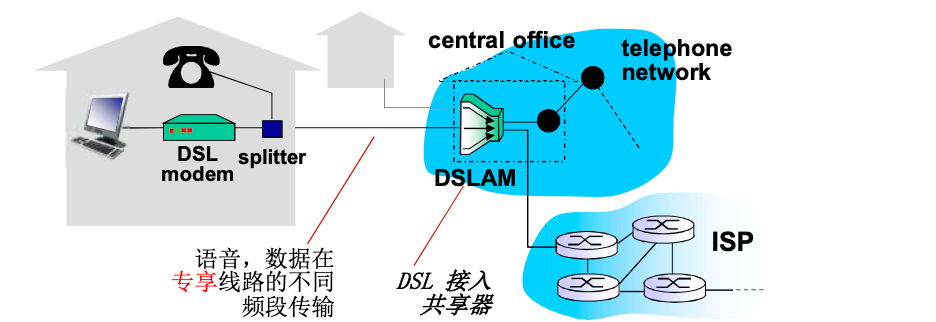 central office
telephone
network
DSL
modem
splitter
DSLAM
ISP
语音，数据在
专享线路的不同
频段传输
DSL 接入
共享器